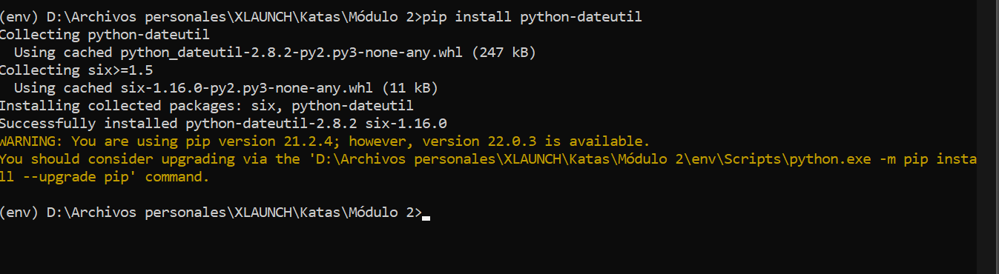 (env) D:\Archivos personales\XLAUNCH\Katas\Módulo 2>pip install python-dateutil
Collecting python-dateutil
  Using cached python_dateutil-2.8.2-py2.py3-none-any.whl (247 kB)
Collecting six>=1.5
  Using cached six-1.16.0-py2.py3-none-any.whl (11 kB)
Installing collected packages: six, python-dateutil
Successfully installed python-dateutil-2.8.2 six-1.16.0
WARNING: You are using pip version 21.2.4; however, version 22.0.3 is available.
You should consider upgrading via the 'D:\Archivos personales\XLAUNCH\Katas\Módulo 2\env\Scripts\python.exe -m pip insta
ll --upgrade pip' command.
(env) D:\Archivos personales\XLAUNCH\Katas\Módulo 2>